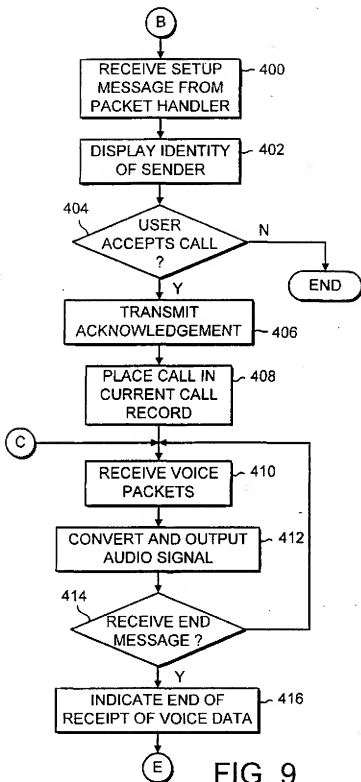 B
RECEIVE SETUP
MESSAGE FROM
PACKET HANDLER
400
DISPLAY IDENTITY
OF SENDER
402
404
USER
ACCEPTS CALL
?
N
END
Y
TRANSMIT
ACKNOWLEDGEMENT
406
PLACE CALL IN
CURRENT CALL
RECORD
408
C
RECEIVE VOICE
PACKETS
410
CONVERT AND OUTPUT
AUDIO SIGNAL
412
414
RECEIVE END
MESSAGE ?
Y
INDICATE END OF
RECEIPT OF VOICE DATA
416
E
FIG. 9